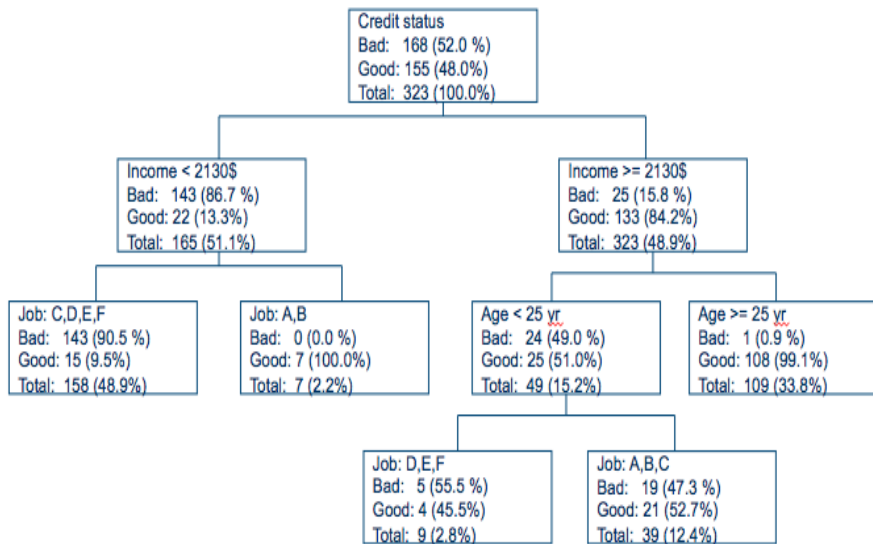 Credit status
Bad: 168 (52.0 %)
Good: 155 (48.0%)
Total: 323 (100.0%)
Income < 2130$
Bad: 143 (86.7 %)
Good: 22 (13.3%)
Total: 165 (51.1%)
Income >= 2130$
Bad: 25 (15.8 %)
Good: 133 (84.2%)
Total: 323 (48.9%)
Job: C,D,E,F
Bad: 143 (90.5 %)
Good: 15 (9.5%)
Total: 158 (48.9%)
Job: A,B
Bad: 0 (0.0 %)
Good: 7 (100.0%)
Total: 7 (2.2%)
Age < 25 yr
Bad: 24 (49.0 %)
Good: 25 (51.0%)
Total: 49 (15.2%)
Age >= 25 yr
Bad: 1 (0.9 %)
Good: 108 (99.1%)
Total: 109 (33.8%)
Job: D,E,F
Bad: 5 (55.5 %)
Good: 4 (45.5%)
Total: 9 (2.8%)
Job: A,B,C
Bad: 19 (47.3 %)
Good: 21 (52.7%)
Total: 39 (12.4%)